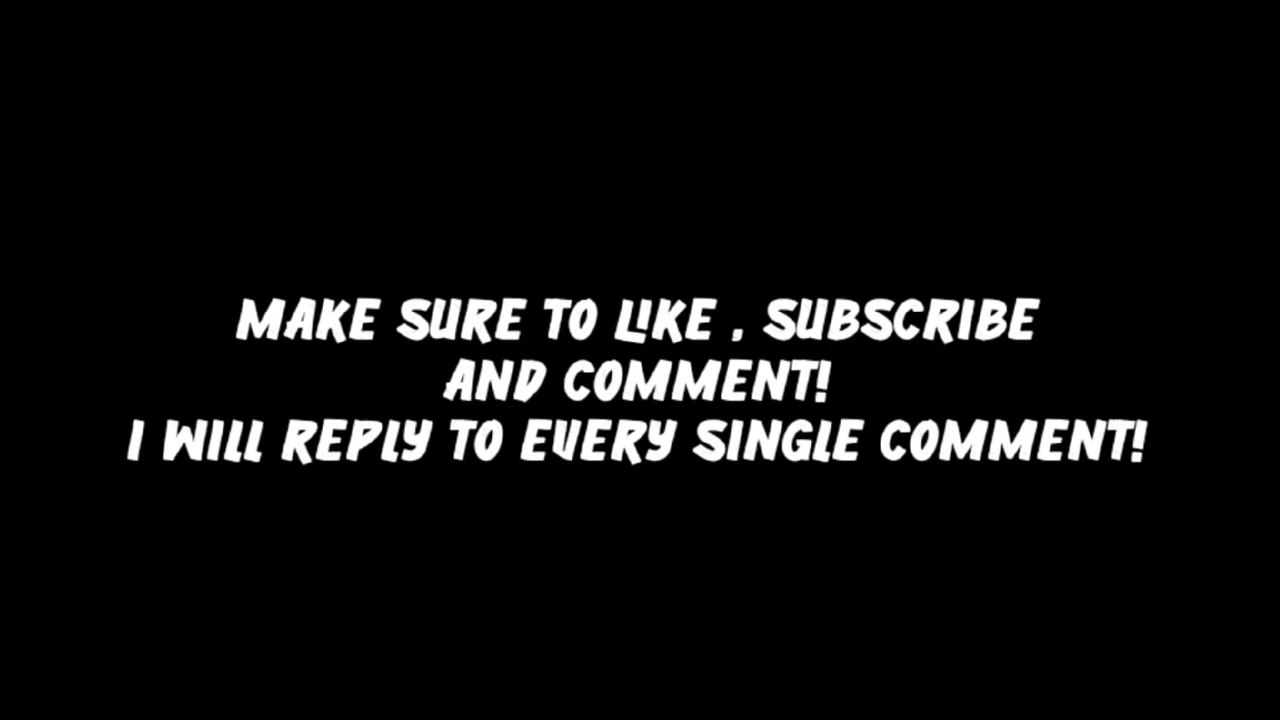 MAKE SURE TO LIKE , SUBSCRIBE
AND COMMENT!
I WILL REPLY TO EVERY SINGLE COMMENT!